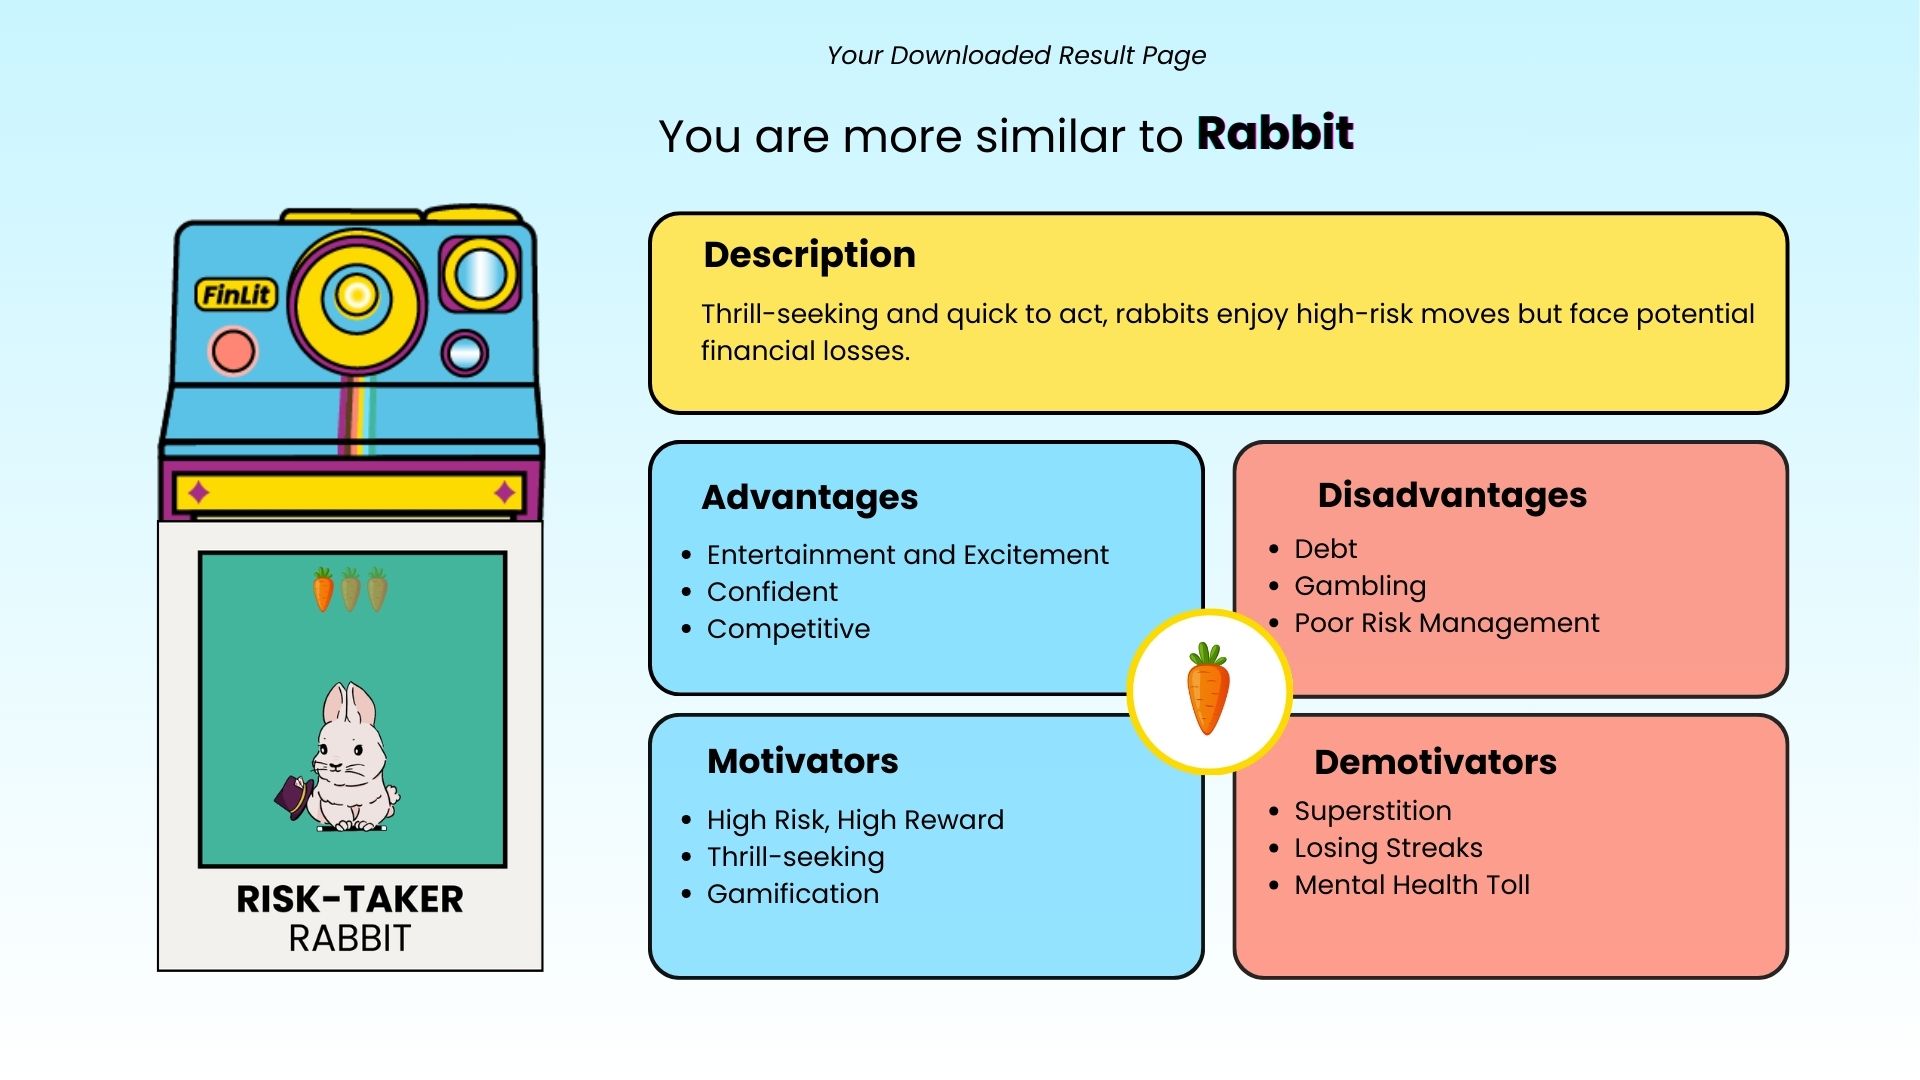 Your Downloaded Result Page
You are more similar to Rabbit
FinLit
RISK-TAKER
RABBIT
Description
Thrill-seeking and quick to act, rabbits enjoy high-risk moves but face potential
financial losses.
Advantages
• Entertainment and Excitement
• Confident
• Competitive
Disadvantages
• Debt
• Gambling
• Poor Risk Management
Motivators
• High Risk, High Reward
• Thrill-seeking
• Gamification
Demotivators
• Superstition
• Losing Streaks
• Mental Health Toll